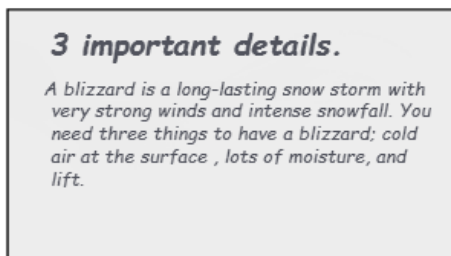 3 important details.
A blizzard is a long-lasting snow storm with
very strong winds and intense snowfall. You
need three things to have a blizzard; cold
air at the surface , lots of moisture, and
lift.